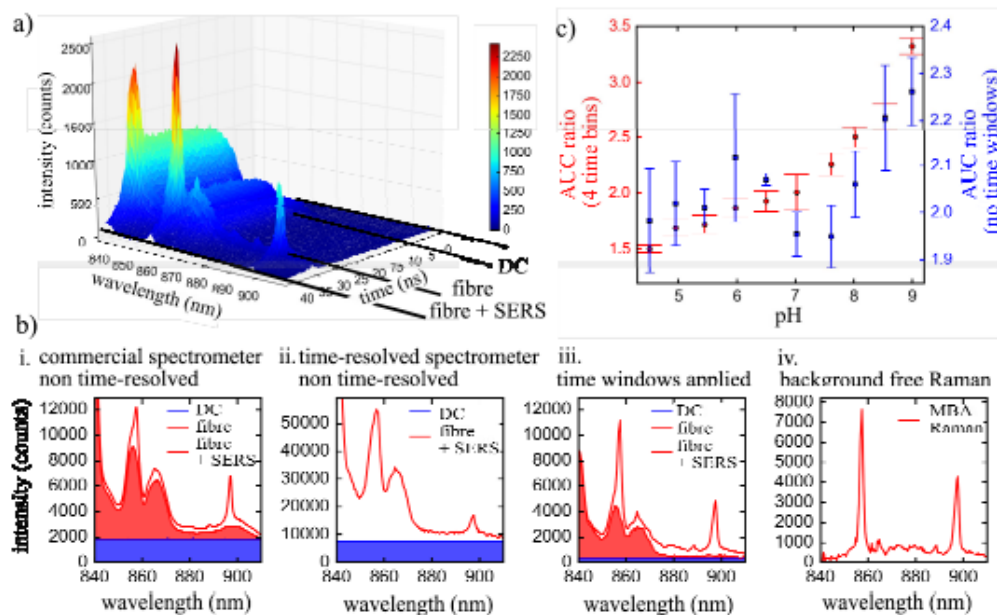 a)
intensity (counts)
2500
2000
1500
1000
500
0
840
850
860
870
880
890
900
wavelength (nm)
40
35
30
25
20
15
10
5
0
time (ns)
DC
fibre
fibre + SERS
2250
2000
1750
1500
1250
1000
750
500
250
0
c)
AUC ratio
(4 time bins)
3.5
3.0
2.5
2.0
1.5
5 6 7 8 9
pH
2.4
2.3
2.2
2.1
2.0
1.9
AUC ratio
(no time windows)
b)
i. commercial spectrometer
non time-resolved
intensity (counts)
12000
10000
8000
6000
4000
2000
0
DC
fibre
fibre
+ SERS
840 860 880 900
wavelength (nm)
ii. time-resolved spectrometer
non time-resolved
50000
40000
30000
20000
10000
0
DC
fibre
+ SERS
840 860 880 900
wavelength (nm)
iii.
time windows applied
12000
10000
8000
6000
4000
2000
0
DC
fibre
fibre
+ SERS
840 860 880 900
wavelength (nm)
iv.
background free Raman
8000
7000
6000
5000
4000
3000
2000
1000
0
MBA
Raman
840 860 880 900
wavelength (nm)